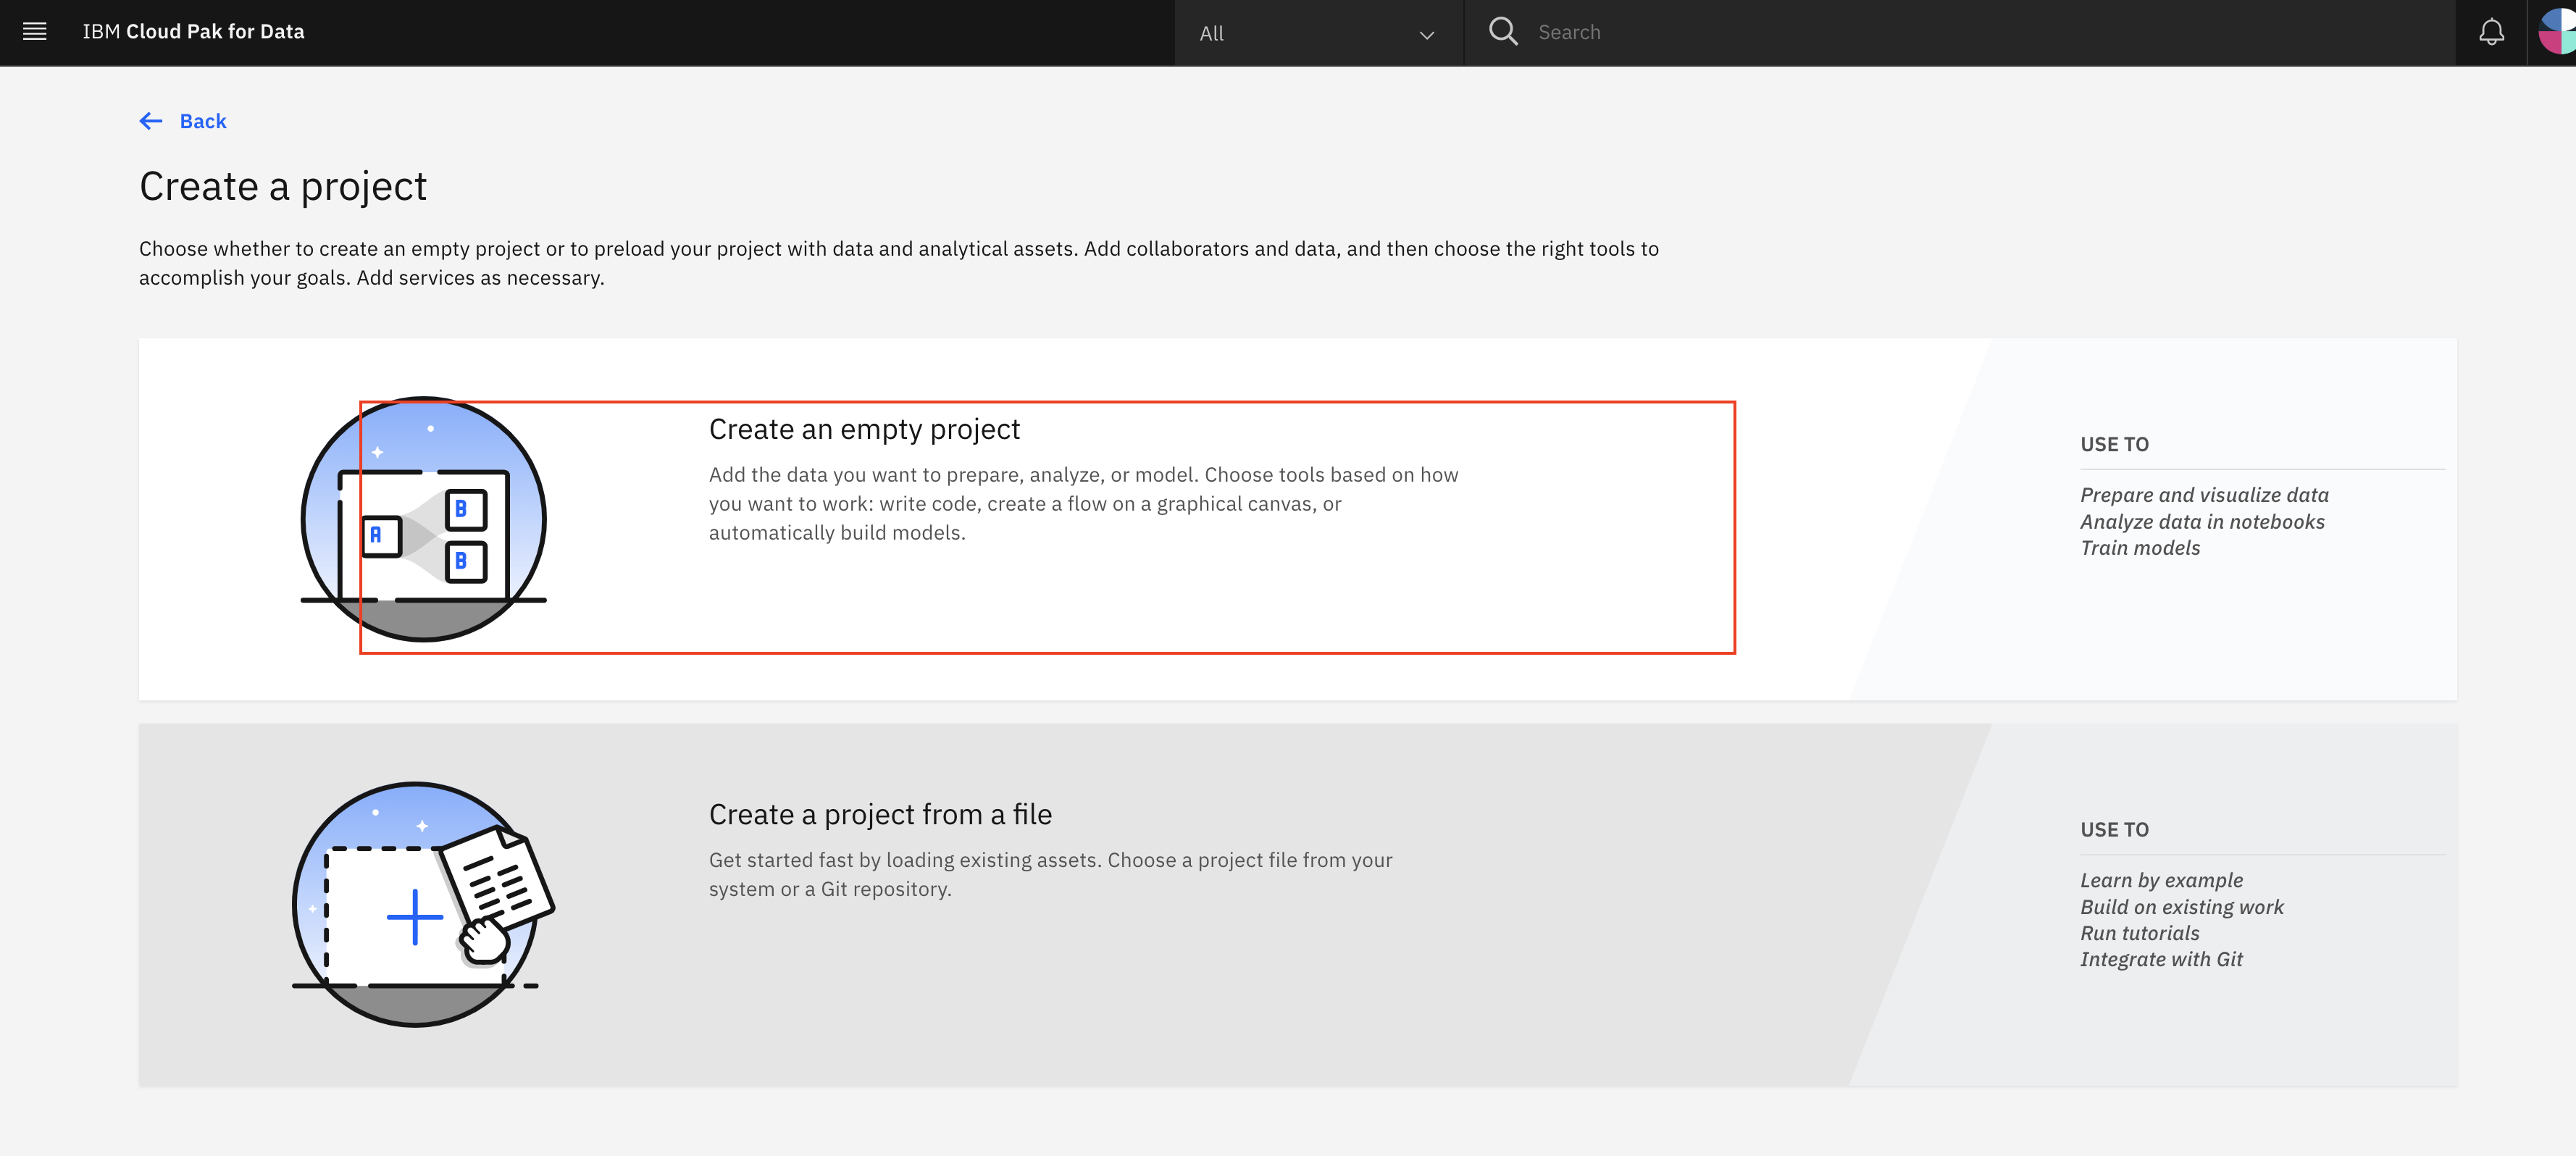 IBM Cloud Pak for Data
All
Search
Back
Create a project
Choose whether to create an empty project or to preload your project with data and analytical assets. Add collaborators and data, and then choose the right tools to
accomplish your goals. Add services as necessary.
A
B
B
Create an empty project
Add the data you want to prepare, analyze, or model. Choose tools based on how
you want to work: write code, create a flow on a graphical canvas, or
automatically build models.
USE TO
Prepare and visualize data
Analyze data in notebooks
Train models
Create a project from a file
Get started fast by loading existing assets. Choose a project file from your
system or a Git repository.
USE TO
Learn by example
Build on existing work
Run tutorials
Integrate with Git